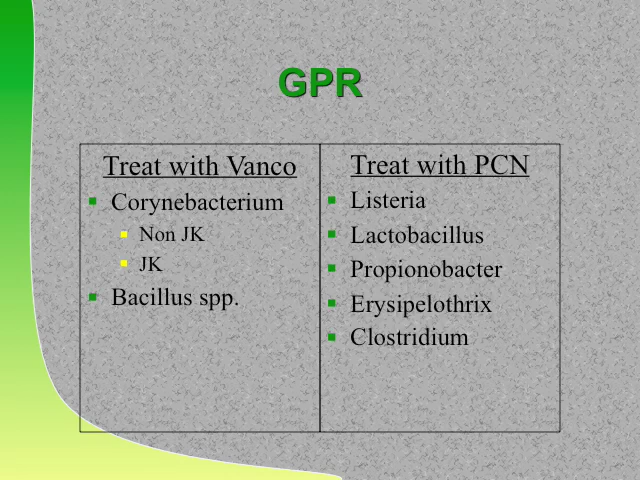 GPR
Treat with Vanco
Corynebacterium
Non JK
JK
Bacillus spp.
Treat with PCN
Listeria
Lactobacillus
Propionobacter
Erysipelothrix
Clostridium